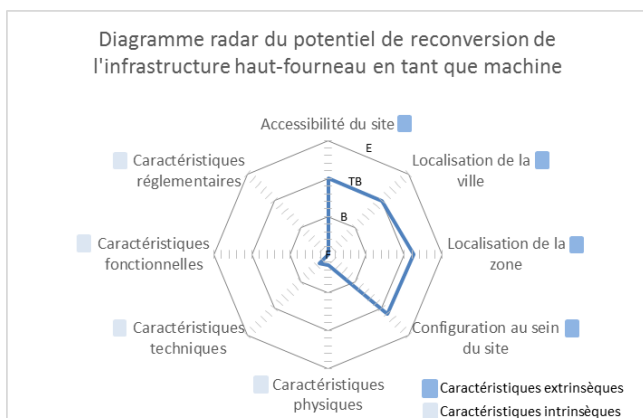 Diagramme radar du potentiel de reconversion de
l'infrastructure haut-fourneau en tant que machine
Accessibilité du site
E
Caractéristiques
réglementaires
Localisation de la
ville
TB
B
Caractéristiques
fonctionnelles
F
Localisation de la
zone
Caractéristiques
techniques
Configuration au sein
du site
Caractéristiques
physiques
Caractéristiques extrinsèques
Caractéristiques intrinsèques